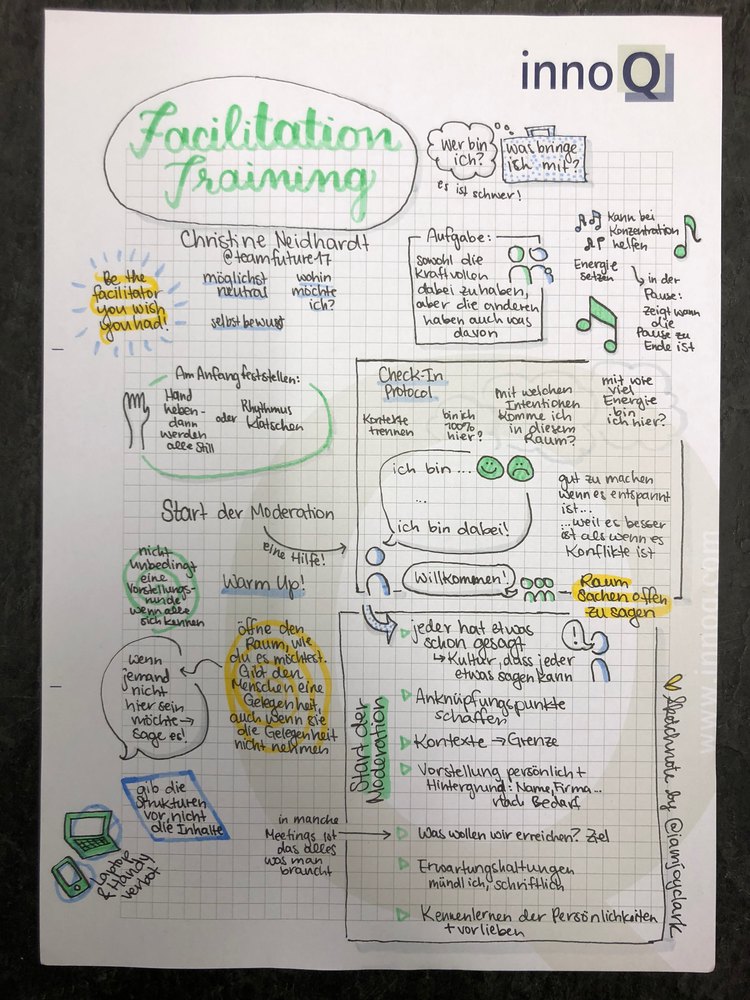 innoQ
Facilitation
Training
wer bin
ich?
was bringe
ich mit?
es ist schwer!
Christine Neidhardt
@teamfuture17
Be the
facilitator
you wish
you had!
möglichst
neutral
wohin
möchte
ich?
selbstbewusst
Aufgabe:
sowohl die
kraftvollen
dabei zu haben,
aber die anderen
haben auch was
davon
kann bei
Konzentration
helfen
Energie
setzen
in der
Pause:
zeigt wann
die
Pause zu
Ende ist
Am Anfang feststellen:
Hand
heben-
dann
werden
alle still
oder
Rhythmus
klatschen
Check-In
Protocol
Kontexte
trennen
bin ich
100%
hier?
mit welchen
Intentionen
komme ich
in diesem
Raum?
mit wie
viel
Energie
bin
ich hier?
ich bin ...
...
ich bin dabei!
gut zu machen
wenn es entspannt
ist...
...weil es besser
ist als wenn es
Konflikte ist
Start der Moderation
eine Hilfe!
Willkommen!
Raum
sachen offen
zu sagen
nicht
unbedingt
eine
Vorstellungs-
runde
wenn alle
sich kennen
Warm Up!
öffne den
Raum, wie
du es möchtest.
Gibt den
Menschen eine
Gelegenheit,
auch wenn sie
die Gelegenheit
nicht nehmen
wenn
jemand
nicht
hier sein
möchte →
sage es!
gib die
Strukturen
vor, nicht
die Inhalte
Laptop
& Handy
verbot
in manche
Meetings ist
das alles
was man
braucht
Start der
Moderation
jeder hat etwas
schon gesagt
↳ Kultur, dass jeder
etwas sagen kann
!
Anknüpfungspunkte
schaffen
Kontexte → Grenze
Vorstellung persönlich +
Hintergrund: Name, Firma...
nach Bedarf
Was wollen wir erreichen? Ziel
Erwartungshaltungen
mündlich, schriftlich
Kennenlernen der Persönlichkeiten
+ vorlieben
Sketchnote by @iamjoyclark
www.innoq.com